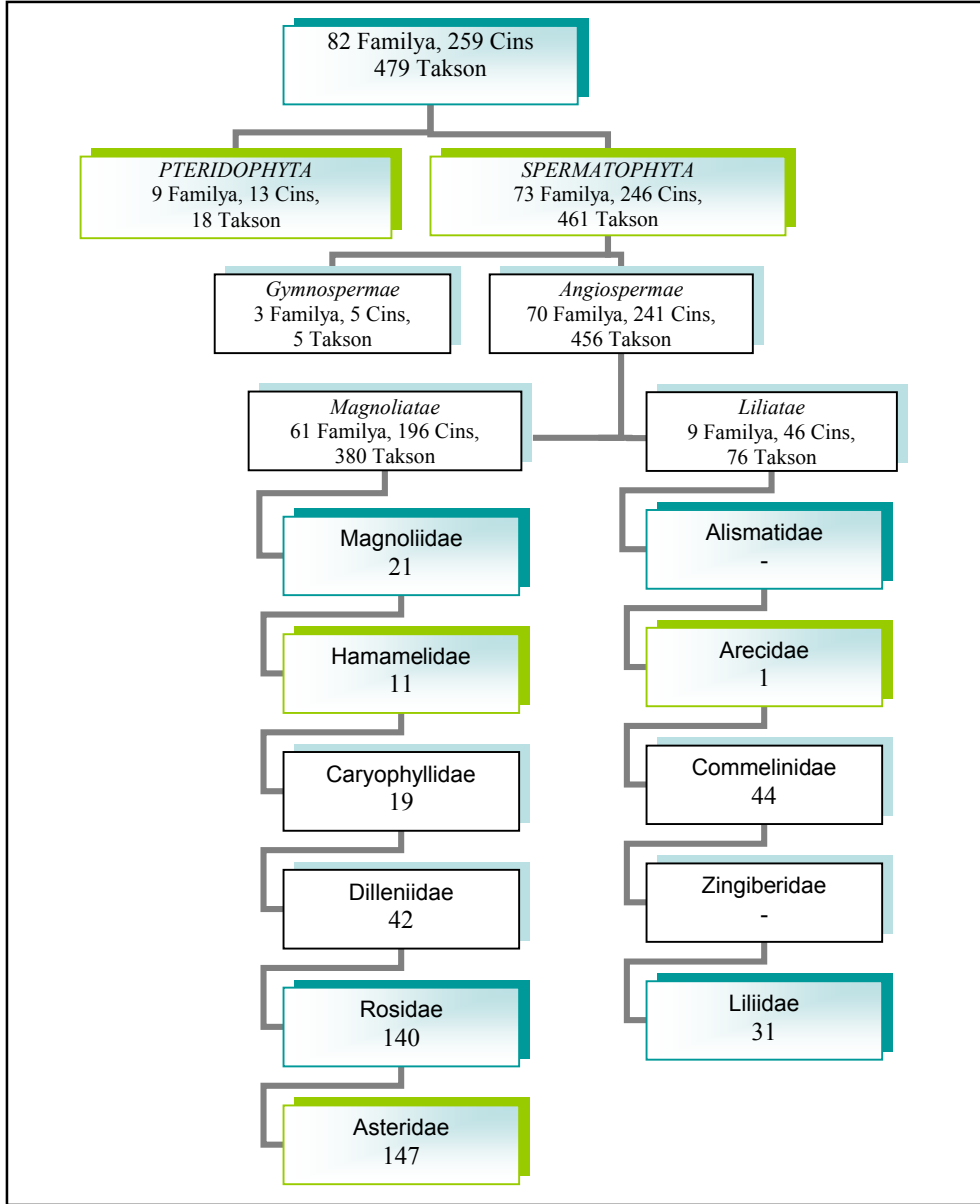 82 Familya, 259 Cins
479 Takson
PTERIDOPHYTA
9 Familya, 13 Cins,
18 Takson
SPERMATOPHYTA
73 Familya, 246 Cins,
461 Takson
Gymnospermae
3 Familya, 5 Cins,
5 Takson
Angiospermae
70 Familya, 241 Cins,
456 Takson
Magnoliatae
61 Familya, 196 Cins,
380 Takson
Liliatae
9 Familya, 46 Cins,
76 Takson
Magnoliidae
21
Hamamelidae
11
Caryophyllidae
19
Dilleniidae
42
Rosidae
140
Asteridae
147
Alismatidae
-
Arecidae
1
Commelinidae
44
Zingiberidae
-
Liliidae
31